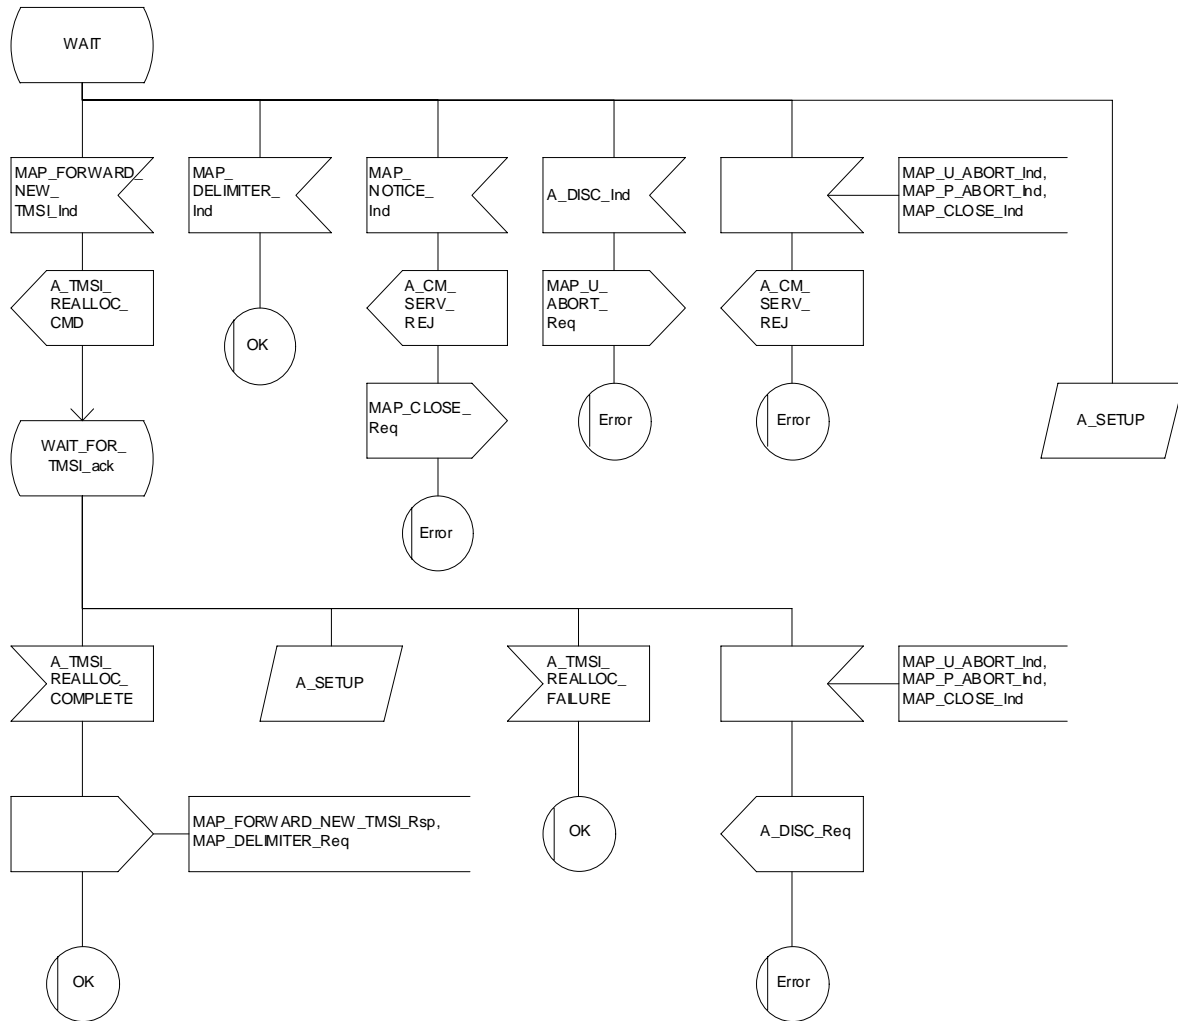 WAIT
MAP_FORWARD_
NEW_
TMSI_Ind
MAP_
DELIMITER_
Ind
MAP_
NOTICE_
Ind
A_DISC_Ind
MAP_U_ABORT_Ind,
MAP_P_ABORT_Ind,
MAP_CLOSE_Ind
A_TMSI_
REALLOC_
CMD
OK
A_CM_
SERV_
REJ
MAP_U_
ABORT_
Req
A_CM_
SERV_
REJ
MAP_CLOSE_
Req
Error
Error
A_SETUP
WAIT_FOR_
TMSI_ack
Error
A_TMSI_
REALLOC_
COMPLETE
A_SETUP
A_TMSI_
REALLOC_
FAILURE
MAP_U_ABORT_Ind,
MAP_P_ABORT_Ind,
MAP_CLOSE_Ind
MAP_FORWARD_NEW_TMSI_Rsp,
MAP_DELIMITER_Req
OK
A_DISC_Req
OK
Error